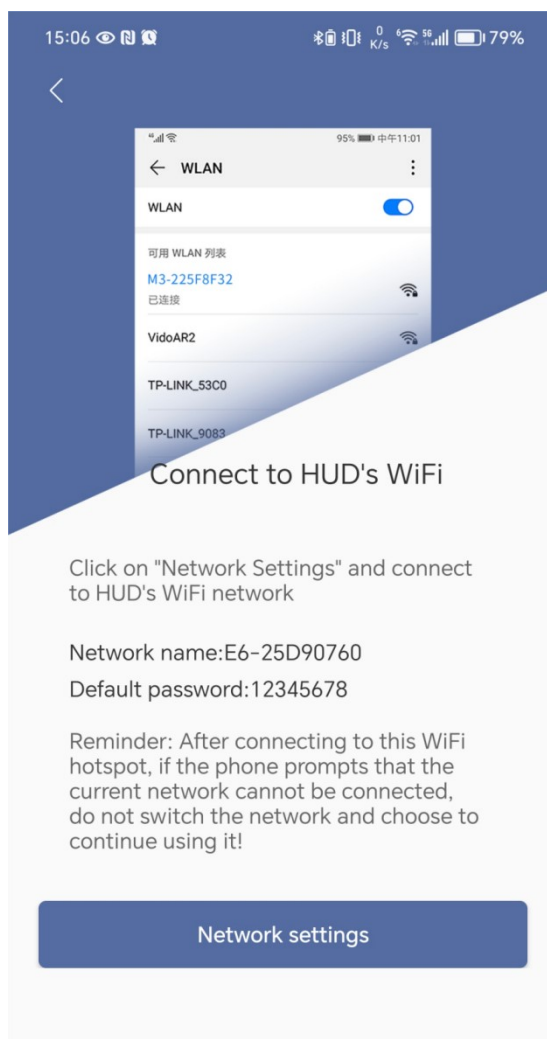 15:06
0 K/s
6
5G
79%
95%
中午11:01
WLAN
WLAN
可用 WLAN 列表
M3-225F8F32
已连接
VidoAR2
TP-LINK_53C0
TP-LINK_9083
Connect to HUD's WiFi
Click on "Network Settings" and connect
to HUD's WiFi network
Network name:E6-25D90760
Default password:12345678
Reminder: After connecting to this WiFi
hotspot, if the phone prompts that the
current network cannot be connected,
do not switch the network and choose to
continue using it!
Network settings